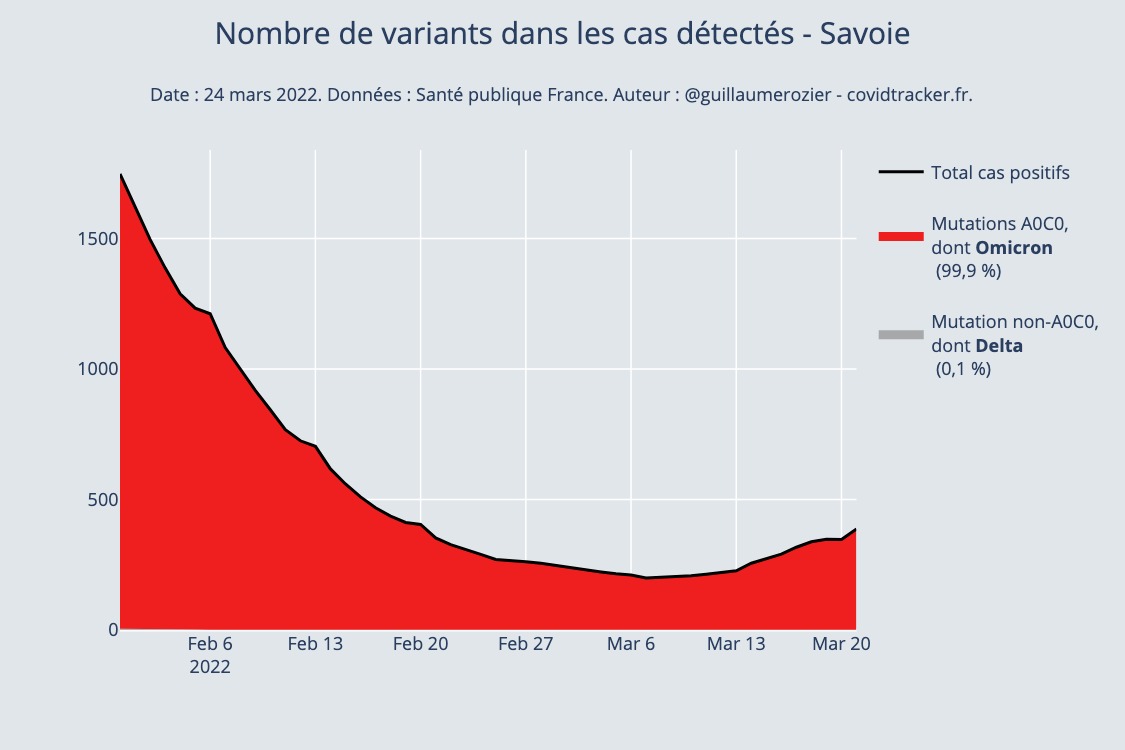 Nombre de variants dans les cas détectés - Savoie
Date : 24 mars 2022. Données : Santé publique France. Auteur : @guillaumerozier - covidtracker.fr.
Total cas positifs
Mutations A0C0,
dont Omicron
(99,9 %)
Mutation non-A0C0,
dont Delta
(0,1 %)
1500
1000
500
0
Feb 6
2022
Feb 13
Feb 20
Feb 27
Mar 6
Mar 13
Mar 20